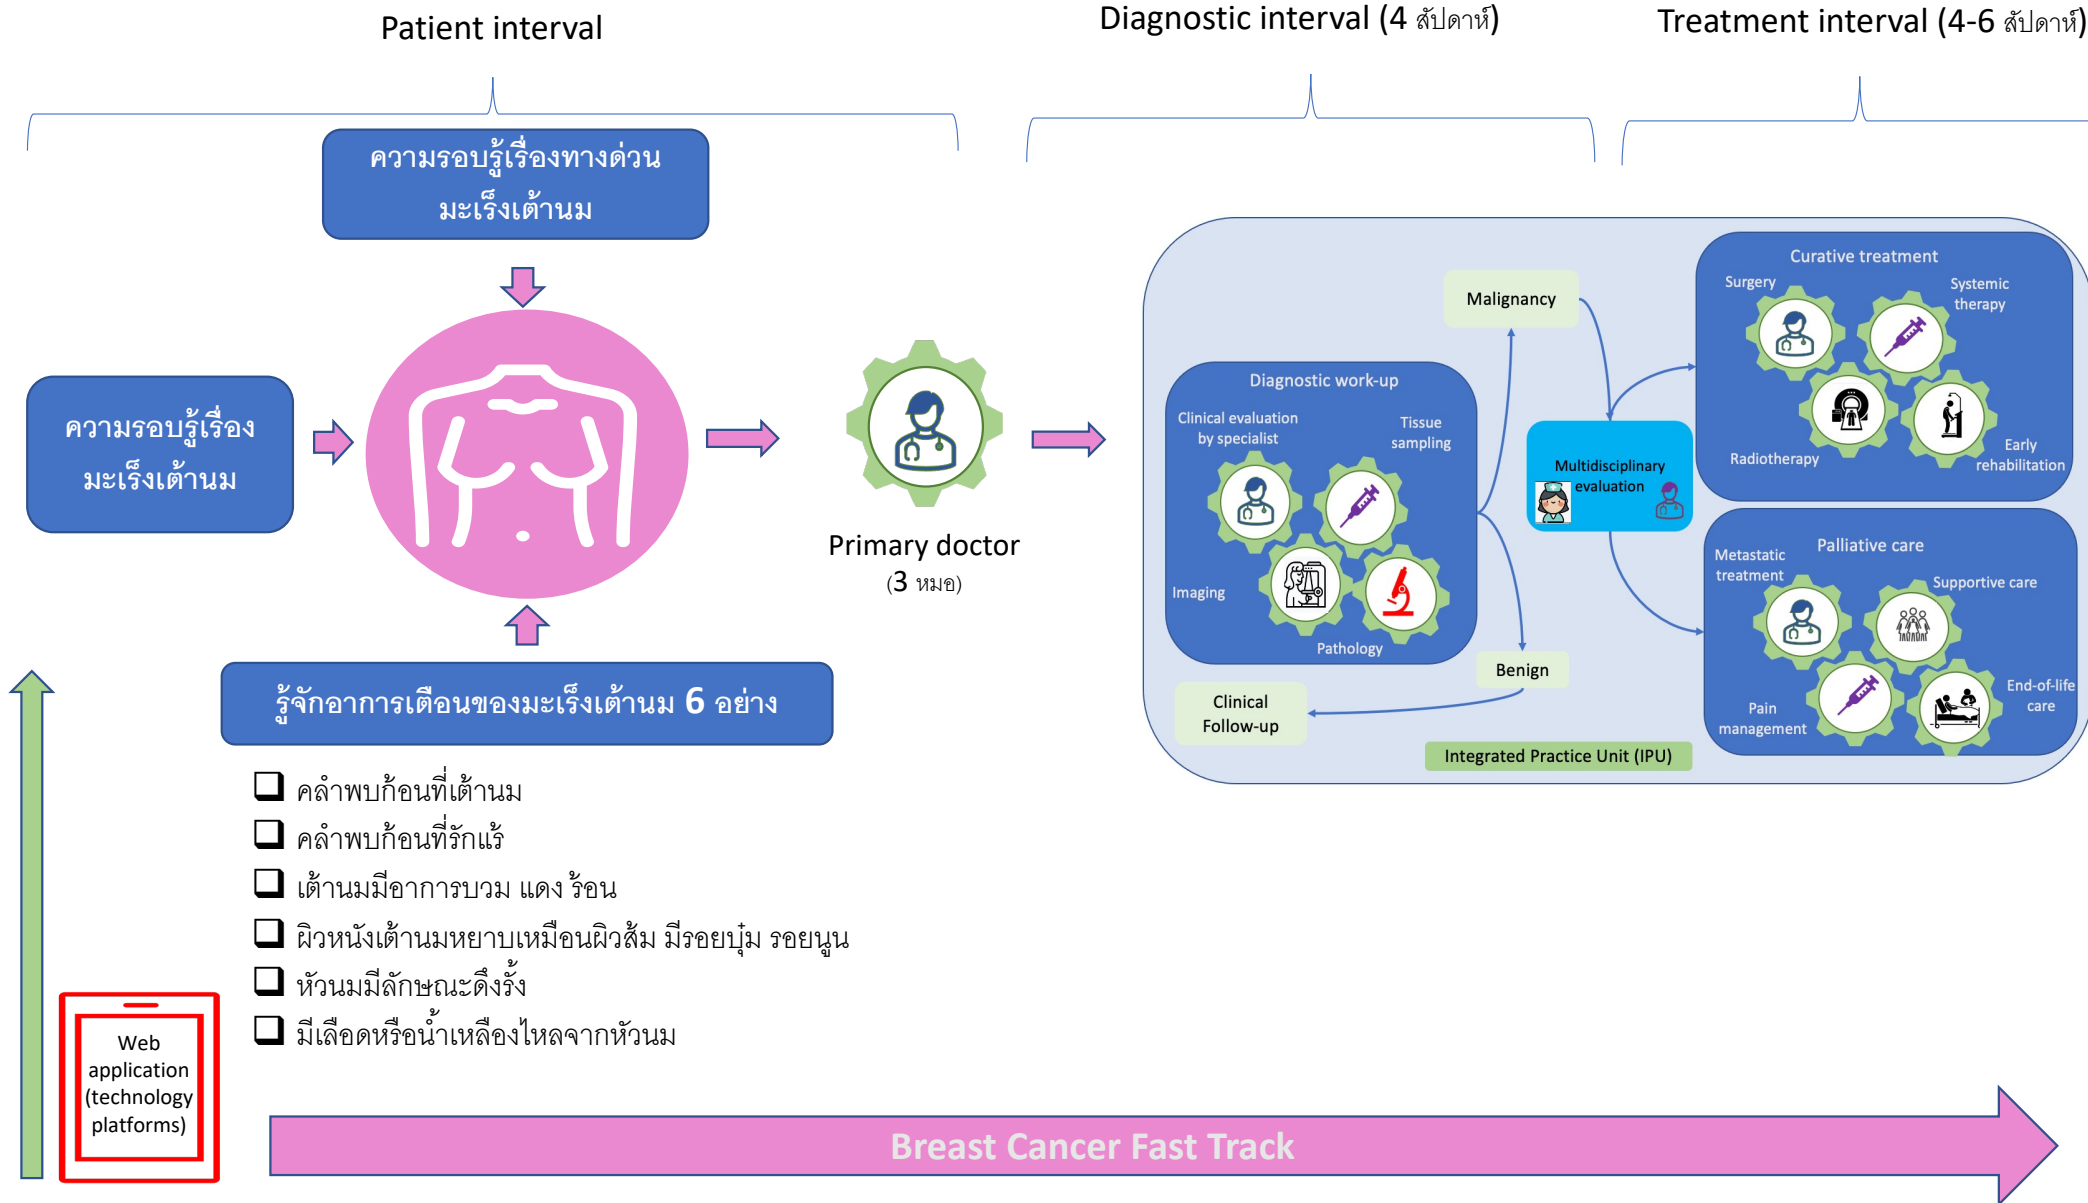 Patient interval
Diagnostic interval (4 สัปดาห์)
Treatment interval (4-6 สัปดาห์)
ความรอบรู้เรื่องทางด่วน
มะเร็งเต้านม
ความรอบรู้เรื่อง
มะเร็งเต้านม
Primary doctor
(3 หมอ)
รู้จักอาการเตือนของมะเร็งเต้านม 6 อย่าง
คลำพบก้อนที่เต้านม
คลำพบก้อนที่รักแร้
เต้านมมีอาการบวม แดง ร้อน
ผิวหนังเต้านมหยาบเหมือนผิวส้ม มีรอยบุ๋ม รอยนูน
หัวนมมีลักษณะดึงรั้ง
มีเลือดหรือน้ำเหลืองไหลจากหัวนม
Web
application
(technology
platforms)
Diagnostic work-up
Clinical evaluation
by specialist
Tissue
sampling
Imaging
Pathology
Malignancy
Benign
Clinical
Follow-up
Multidisciplinary
evaluation
Curative treatment
Surgery
Systemic
therapy
Radiotherapy
Early
rehabilitation
Palliative care
Metastatic
treatment
Supportive care
Pain
management
End-of-life
care
Integrated Practice Unit (IPU)
Breast Cancer Fast Track